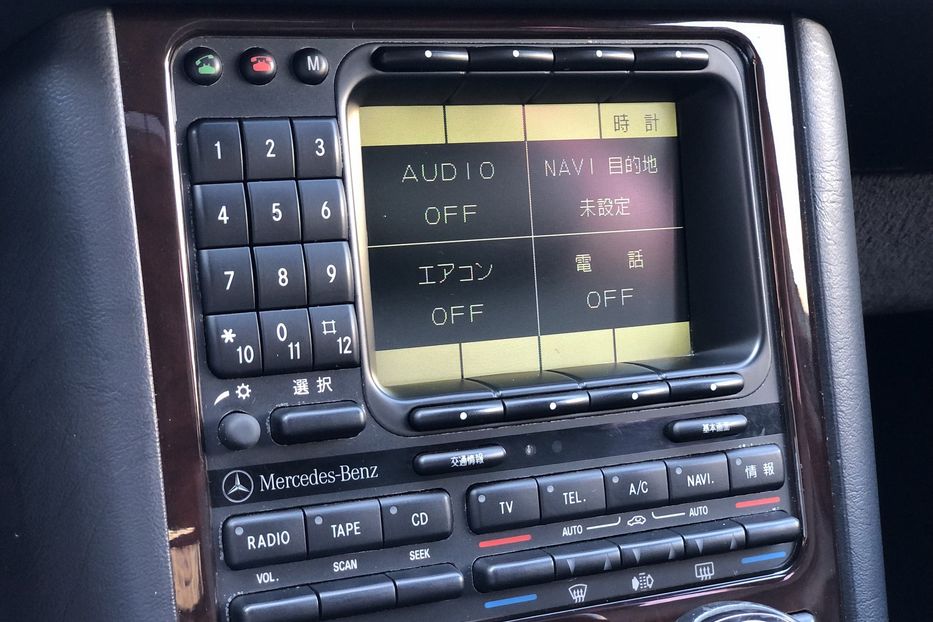 M
時 計
1 2 3
AUDIO
OFF
NAVI 目的地
未設定
4 5 6
エアコン
OFF
電 話
OFF
7 8 9
* 10 0 11 ⌗ 12
選択
交通情報
基本画面
Mercedes-Benz
RADIO TAPE CD
TV TEL. A/C NAVI. 情報
VOL. SCAN SEEK
AUTO AUTO